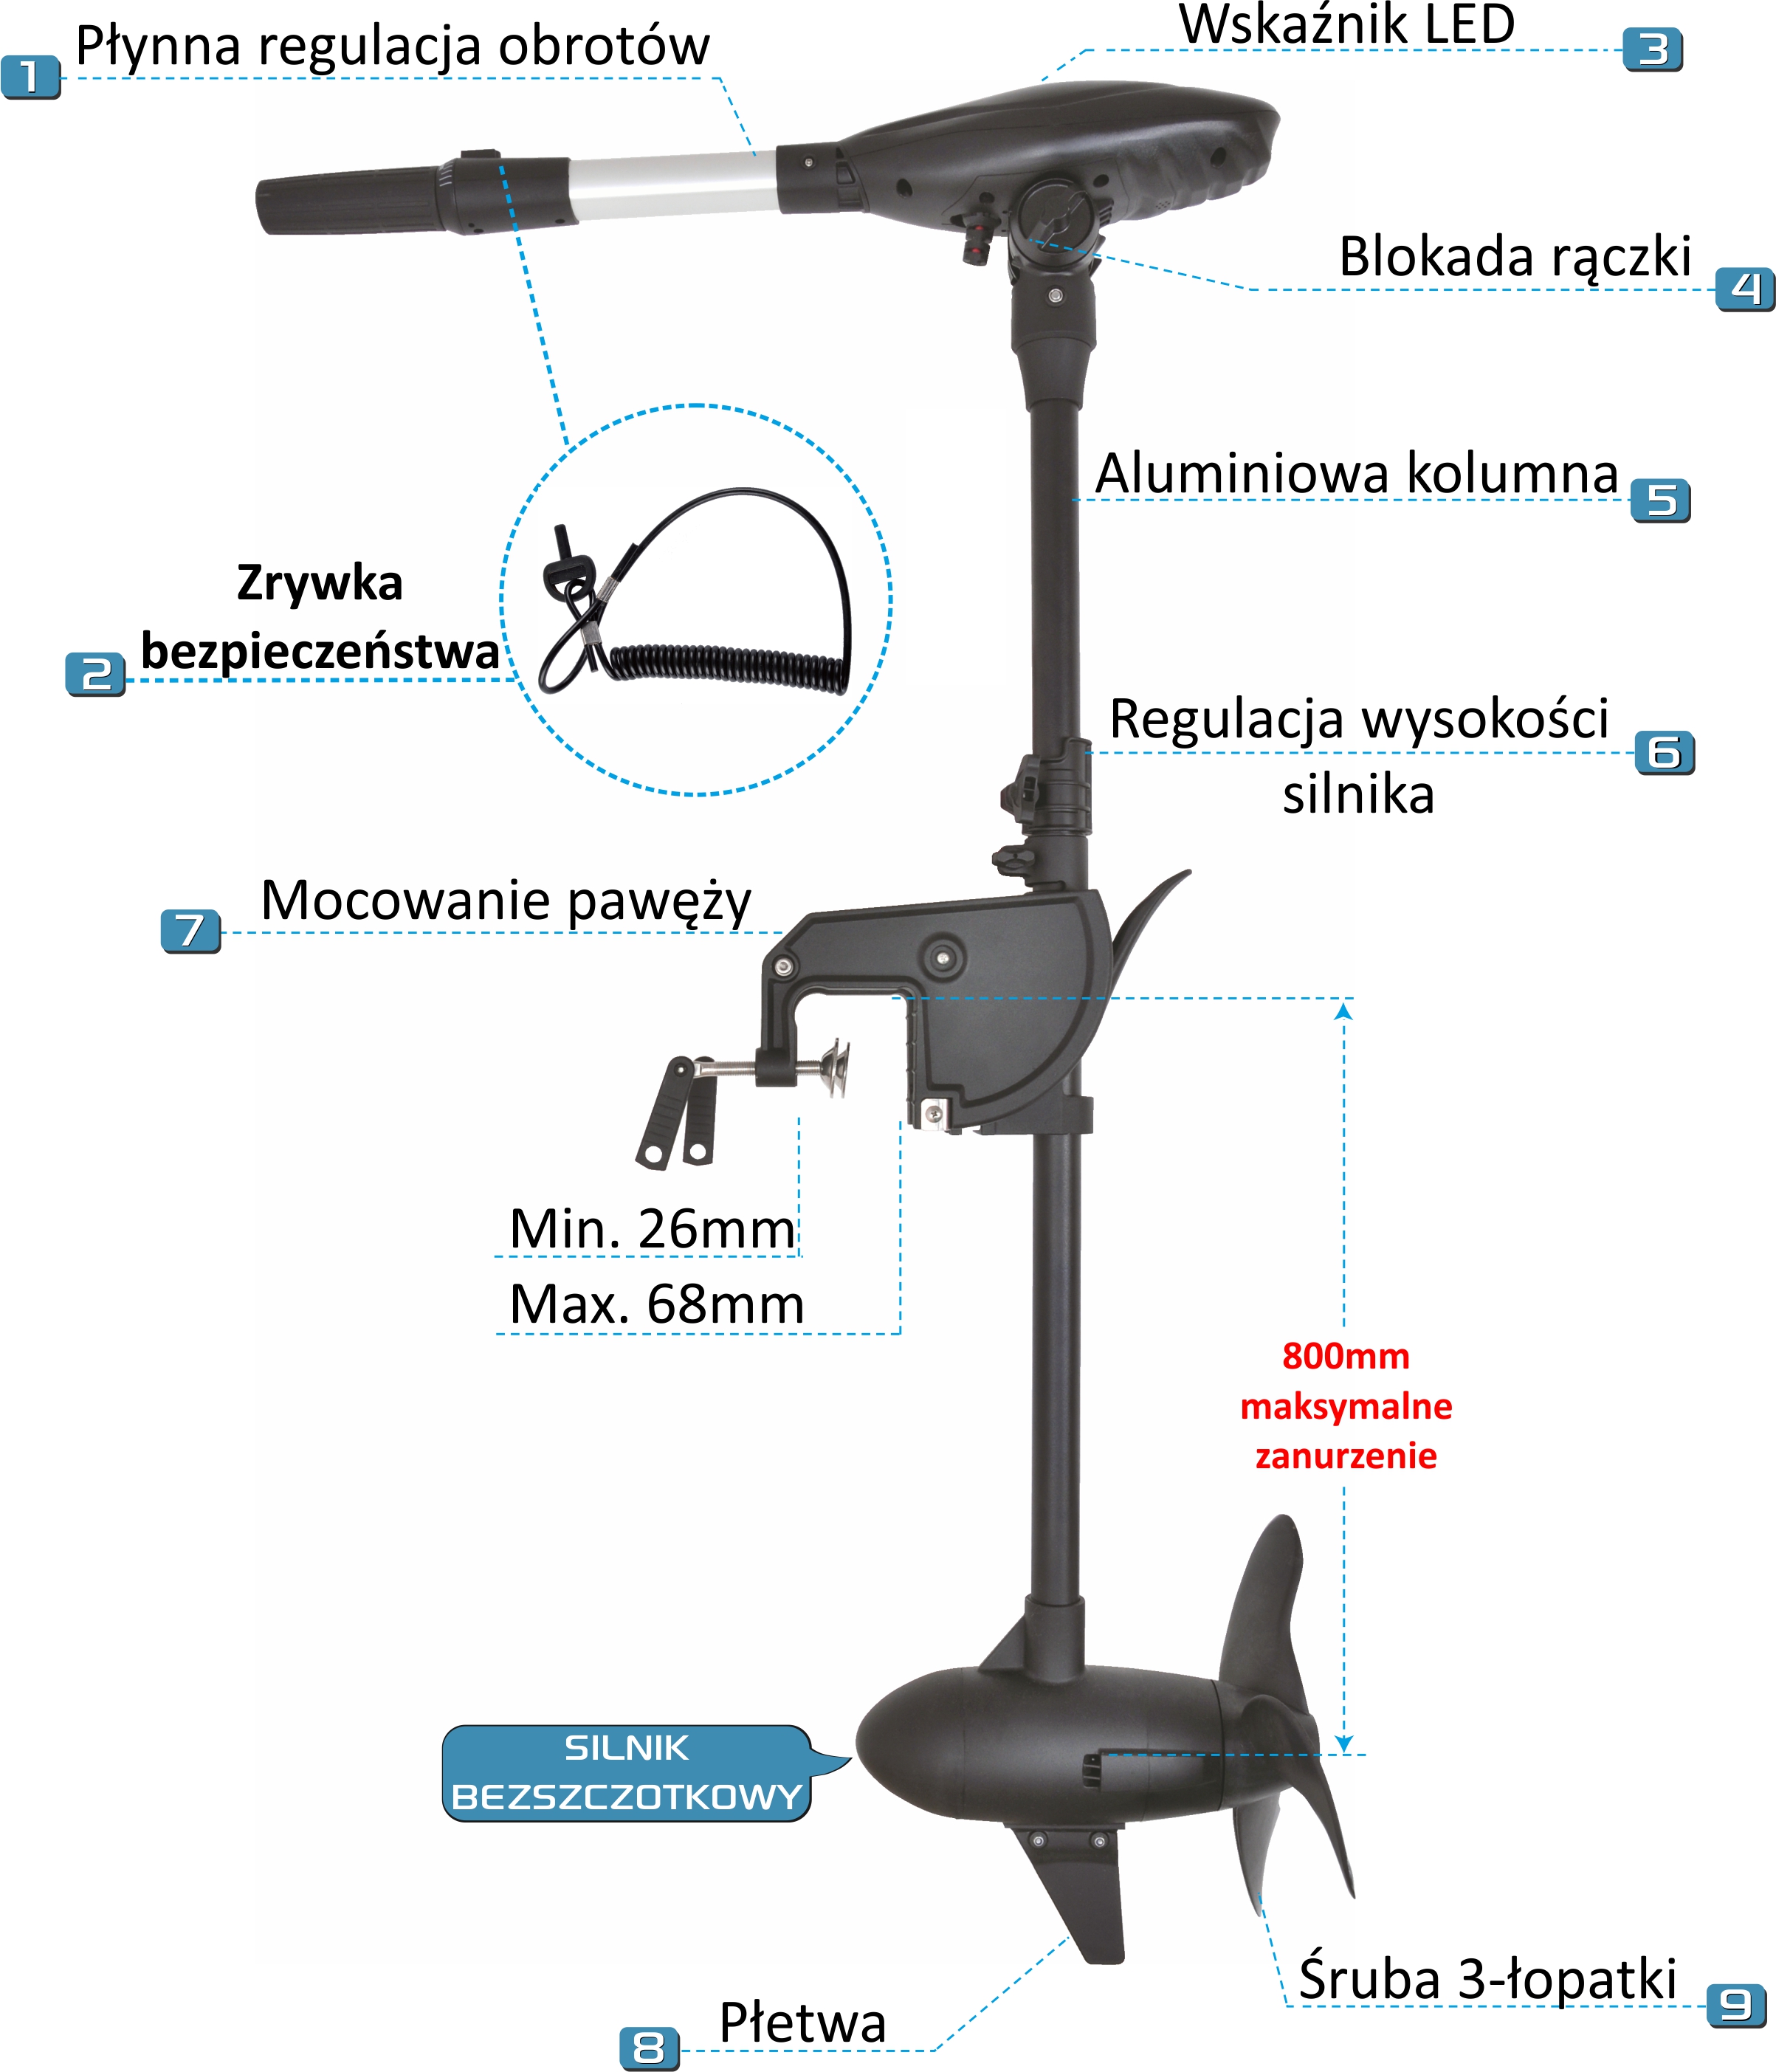 1 Płynna regulacja obrotów
Wskaźnik LED 3
Blokada rączki 4
Aluminiowa kolumna 5
Zrywka
2 bezpieczeństwa
Regulacja wysokości 6
silnika
7 Mocowanie pawęży
Min. 26mm
Max. 68mm
800mm
maksymalne
zanurzenie
SILNIK
BEZSZCZOTKOWY
Śruba 3-łopatki 9
8 Płetwa